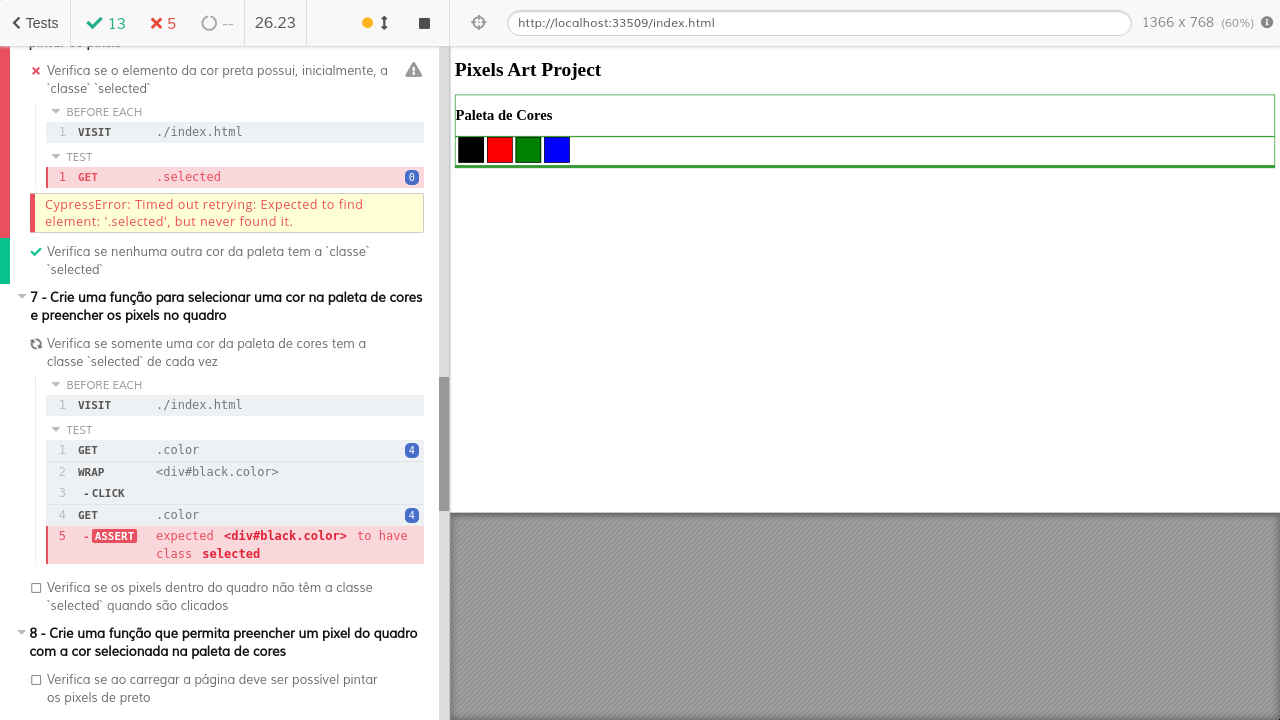 Tests
13
5
--
26.23
http://localhost:33509/index.html
1366 x 768 (60%)
pintar os pixels
Verifica se o elemento da cor preta possui, inicialmente, a
`classe` `selected`
BEFORE EACH
1 VISIT ./index.html
TEST
1 GET .selected 0
CypressError: Timed out retrying: Expected to find
element: '.selected', but never found it.
Verifica se nenhuma outra cor da paleta tem a `classe`
`selected`
7 - Crie uma função para selecionar uma cor na paleta de cores
e preencher os pixels no quadro
Verifica se somente uma cor da paleta de cores tem a
classe `selected` de cada vez
BEFORE EACH
1 VISIT ./index.html
TEST
1 GET .color 4
2 WRAP <div#black.color>
3 - CLICK
4 GET .color 4
5 - ASSERT expected <div#black.color> to have
class selected
Verifica se os pixels dentro do quadro não têm a classe
`selected` quando são clicados
8 - Crie uma função que permita preencher um pixel do quadro
com a cor selecionada na paleta de cores
Verifica se ao carregar a página deve ser possível pintar
os pixels de preto
Pixels Art Project
Paleta de Cores